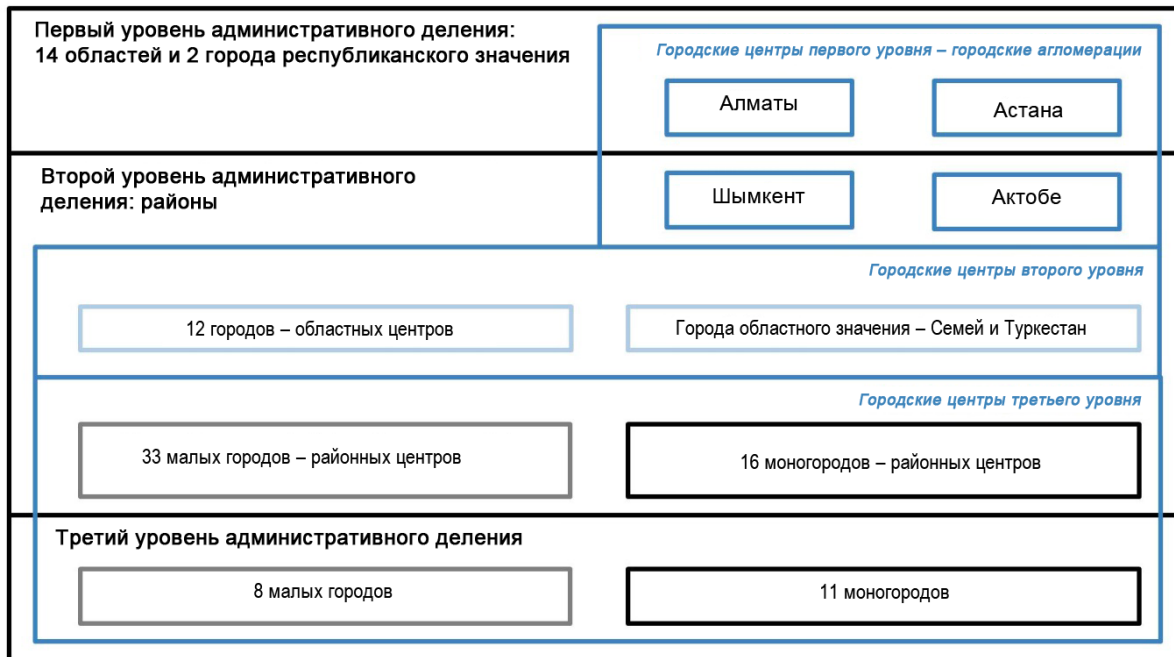 Первый уровень административного деления:
14 областей и 2 города республиканского значения
Городские центры первого уровня – городские агломерации
Алматы
Астана
Второй уровень административного
деления: районы
Шымкент
Актобе
Городские центры второго уровня
12 городов – областных центров
Города областного значения – Семей и Туркестан
Городские центры третьего уровня
33 малых городов – районных центров
16 моногородов – районных центров
Третий уровень административного деления
8 малых городов
11 моногородов